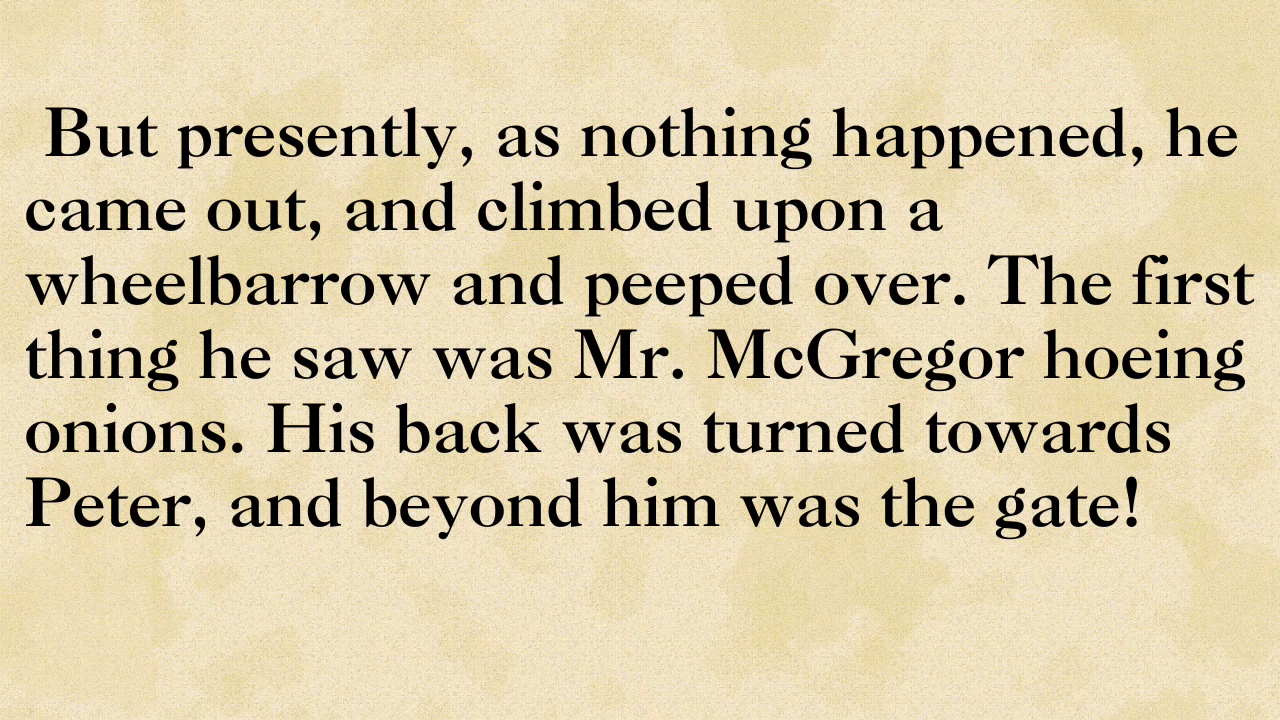 But presently, as nothing happened, he
came out, and climbed upon a
wheelbarrow and peeped over. The first
thing he saw was Mr. McGregor hoeing
onions. His back was turned towards
Peter, and beyond him was the gate!